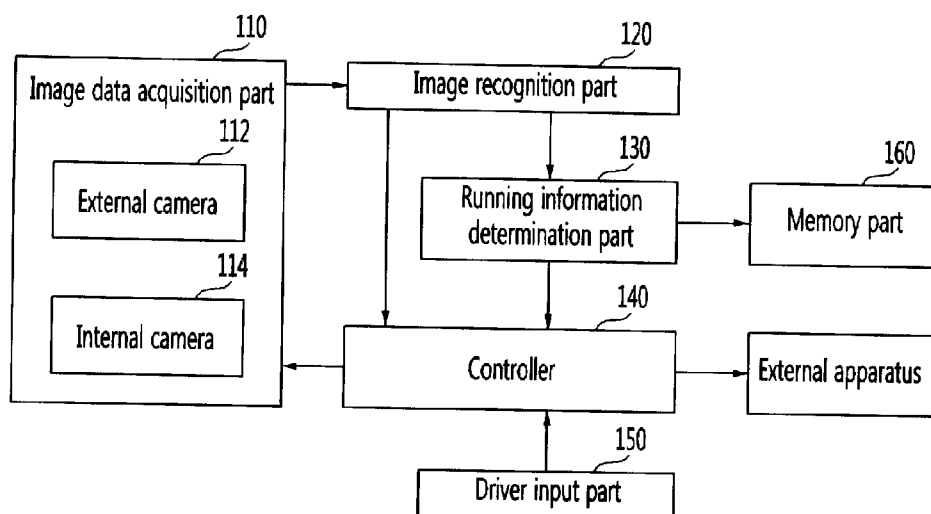 110
120
Image data acquisition part
Image recognition part
112
External camera
130
160
Running information
determination part
Memory part
114
Internal camera
140
Controller
External apparatus
150
Driver input part